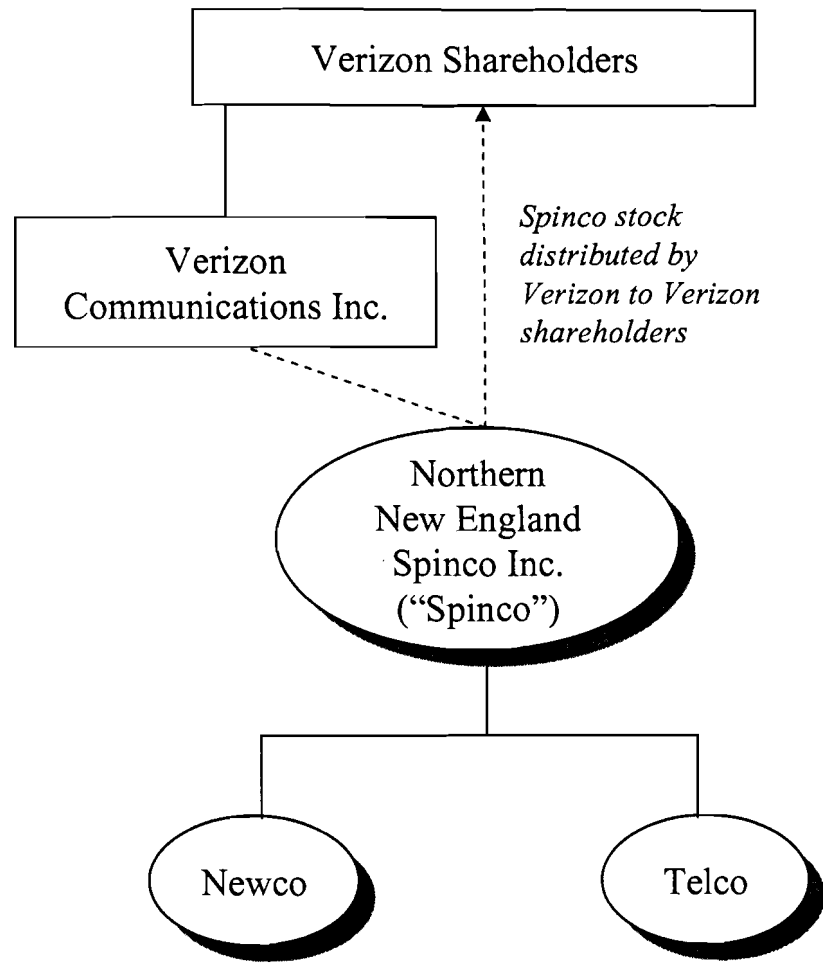 Verizon Shareholders
Verizon
Communications Inc.
Spinco stock
distributed by
Verizon to Verizon
shareholders
Northern
New England
Spinco Inc.
(“Spinco”)
Newco
Telco